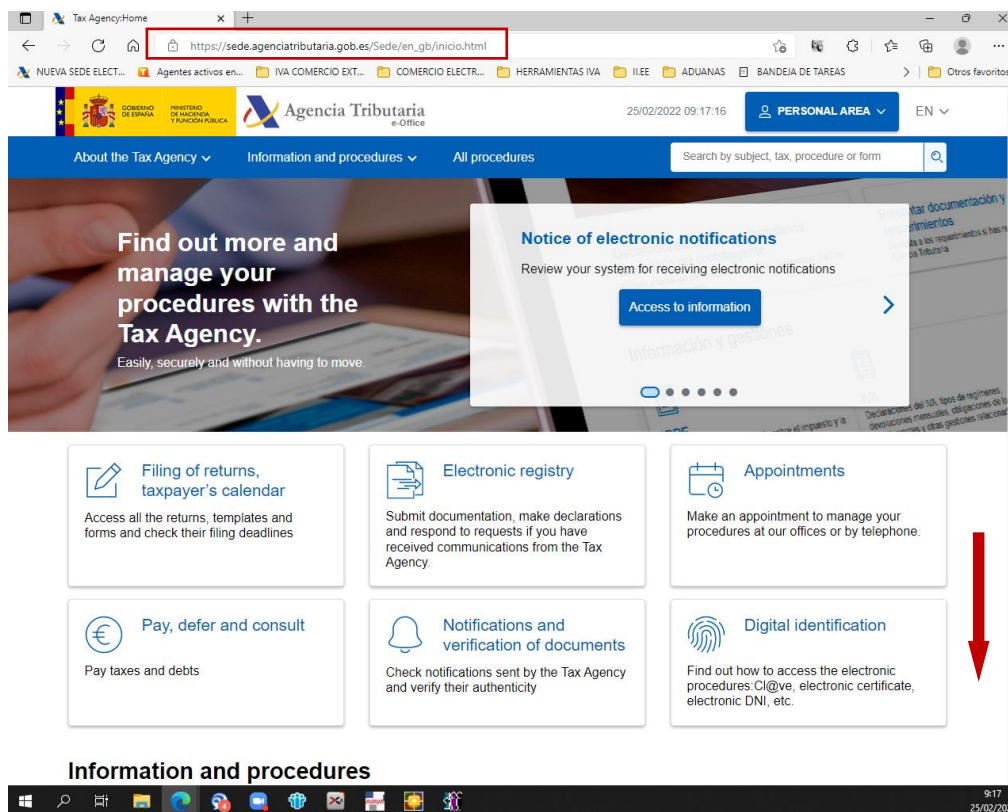 Tax Agency:Home
https://sede.agenciatributaria.gob.es/Sede/en_gb/inicio.html
NUEVA SEDE ELECT...
Agentes activos en...
IVA COMERCIO EXT...
COMERCIO ELECTR...
HERRAMIENTAS IVA
II.EE
ADUANAS
BANDEJA DE TAREAS
Otros favoritos
GOBIERNO
DE ESPAÑA
MINISTERIO
DE HACIENDA
Y FUNCIÓN PÚBLICA
Agencia Tributaria
e-Office
25/02/2022 09:17:16
PERSONAL AREA
EN
About the Tax Agency
Information and procedures
All procedures
Search by subject, tax, procedure or form
Find out more and
manage your
procedures with the
Tax Agency.
Easily, securely and without having to move.
Notice of electronic notifications
Review your system for receiving electronic notifications
Access to information
Información y gestiones
Filing of returns,
taxpayer's calendar
Access all the returns, templates and
forms and check their filing deadlines
Electronic registry
Submit documentation, make declarations
and respond to requests if you have
received communications from the Tax
Agency.
Appointments
Make an appointment to manage your
procedures at our offices or by telephone.
Pay, defer and consult
Pay taxes and debts
Notifications and
verification of documents
Check notifications sent by the Tax Agency
and verify their authenticity
Digital identification
Find out how to access the electronic
procedures:Cl@ve, electronic certificate,
electronic DNI, etc.
Information and procedures
9:17
25/02/20